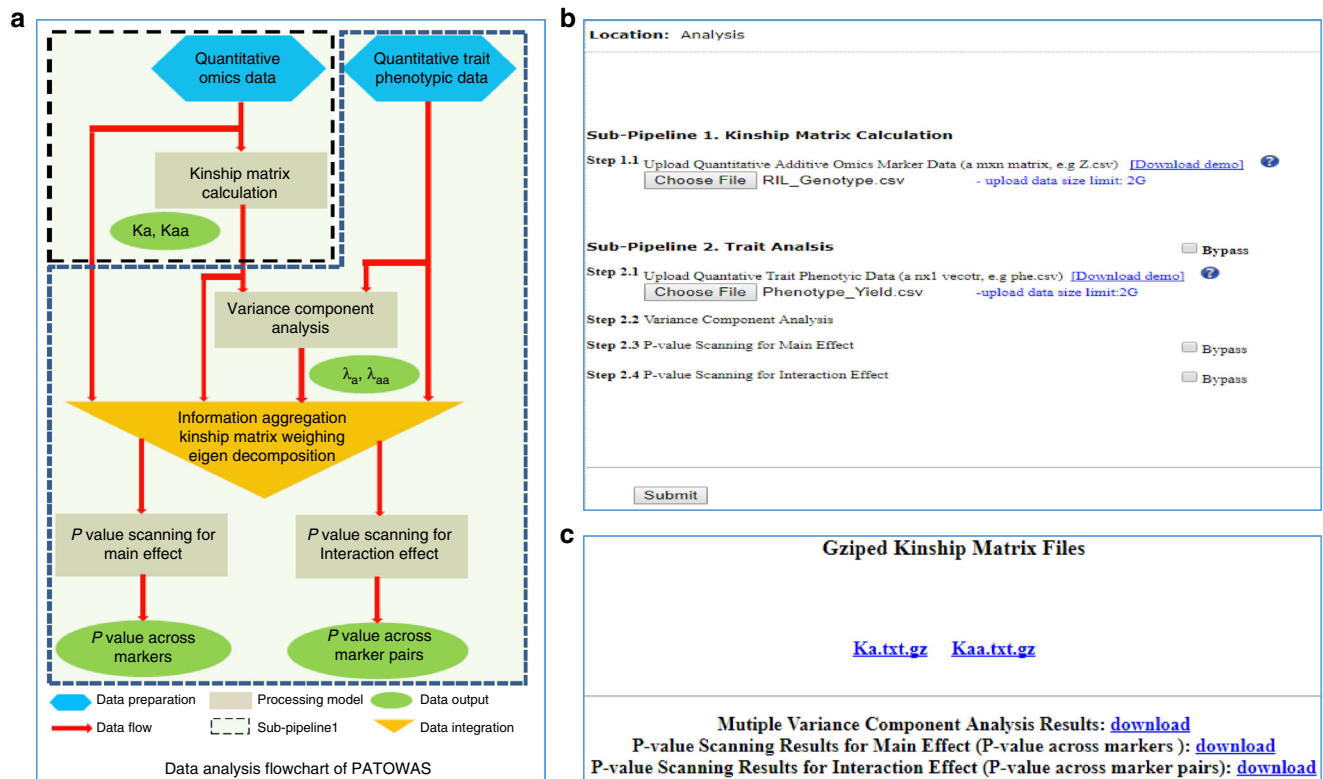 a
Quantitative
omics data
Quantitative trait
phenotypic data
Kinship matrix
calculation
Ka, Kaa
Variance component
analysis
λa, λaa
Information aggregation
kinship matrix weighing
eigen decomposition
P value scanning for
main effect
P value scanning for
Interaction effect
P value across
markers
P value across
marker pairs
Data preparation
Processing model
Data output
Data flow
Sub-pipeline1
Data integration
Data analysis flowchart of PATOWAS
b
Location: Analysis
Sub-Pipeline 1. Kinship Matrix Calculation
Step 1.1 Upload Quantitative Additive Omics Marker Data (a mxn matrix, e.g Z.csv) [Download demo] ?
Choose File RIL_Genotype.csv - upload data size limit: 2G
Sub-Pipeline 2. Trait Analsis Bypass
Step 2.1 Upload Quantative Trait Phenotyic Data (a nx1 vecotr, e.g phe.csv) [Download demo] ?
Choose File Phenotype_Yield.csv -upload data size limit:2G
Step 2.2 Variance Component Analysis
Step 2.3 P-value Scanning for Main Effect Bypass
Step 2.4 P-value Scanning for Interaction Effect Bypass
Submit
c
Gziped Kinship Matrix Files
Ka.txt.gz Kaa.txt.gz
Mutiple Variance Component Analysis Results: download
P-value Scanning Results for Main Effect (P-value across markers ): download
P-value Scanning Results for Interaction Effect (P-value across marker pairs): download